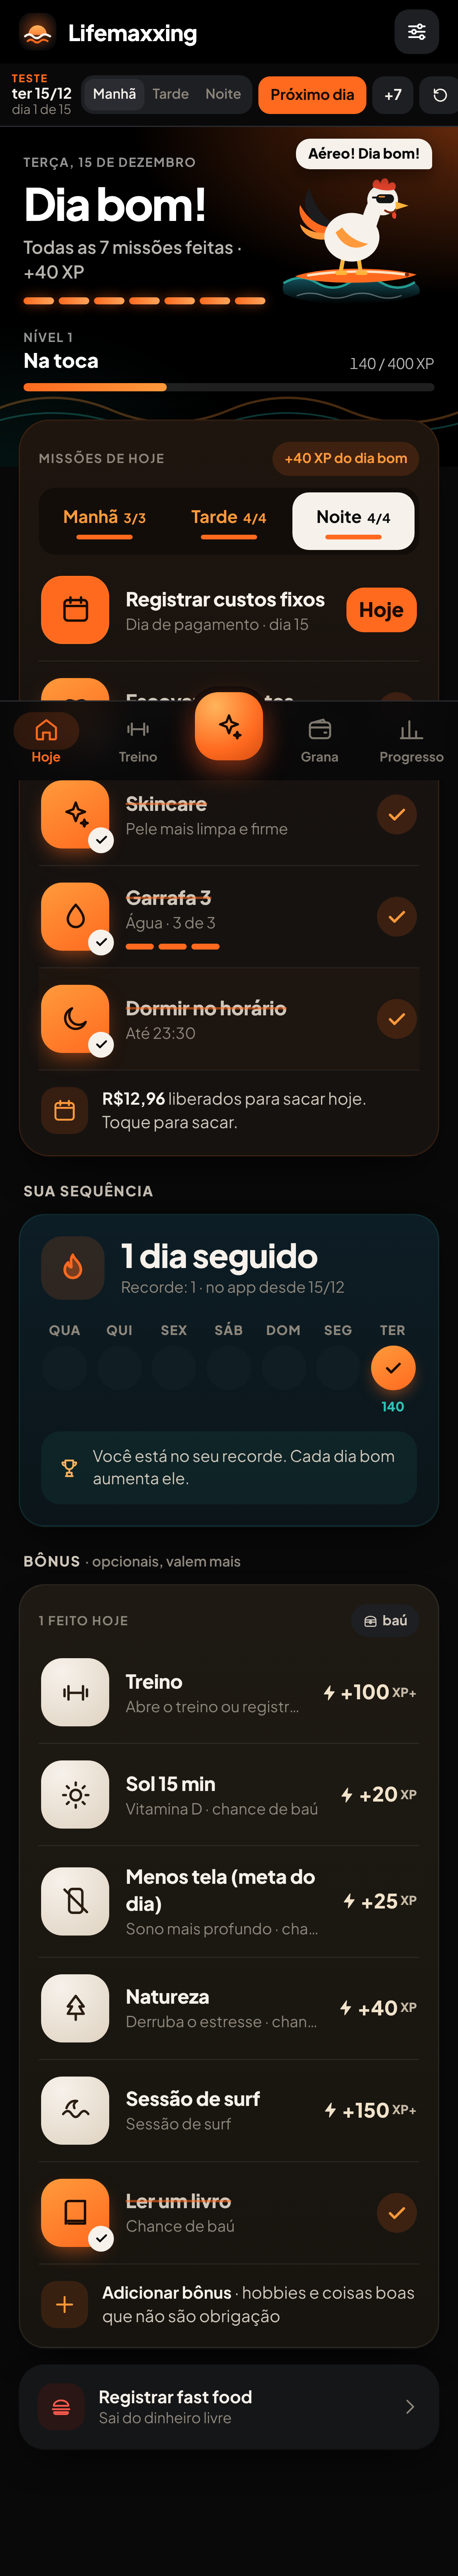 Lifemaxxing
TESTE
ter 15/12
dia 1 de 15
Manhã
Tarde
Noite
Próximo dia
+7
TERÇA, 15 DE DEZEMBRO
Aéreo! Dia bom!
Dia bom!
Todas as 7 missões feitas ·
+40 XP
NÍVEL 1
Na toca
140 / 400 XP
MISSÕES DE HOJE
+40 XP do dia bom
Manhã 3/3
Tarde 4/4
Noite 4/4
Registrar custos fixos
Dia de pagamento · dia 15
Hoje
Hoje
Treino
Grana
Progresso
Skincare
Pele mais limpa e firme
Garrafa 3
Água · 3 de 3
Dormir no horário
Até 23:30
R$12,96 liberados para sacar hoje.
Toque para sacar.
SUA SEQUÊNCIA
1 dia seguido
Recorde: 1 · no app desde 15/12
QUA QUI SEX SÁB DOM SEG TER
140
Você está no seu recorde. Cada dia bom
aumenta ele.
BÔNUS · opcionais, valem mais
1 FEITO HOJE
baú
Treino
Abre o treino ou registr...
+100 XP+
Sol 15 min
Vitamina D · chance de baú
+20 XP
Menos tela (meta do
dia)
Sono mais profundo · cha...
+25 XP
Natureza
Derruba o estresse · chan...
+40 XP
Sessão de surf
Sessão de surf
+150 XP+
Ler um livro
Chance de baú
Adicionar bônus · hobbies e coisas boas
que não são obrigação
Registrar fast food
Sai do dinheiro livre